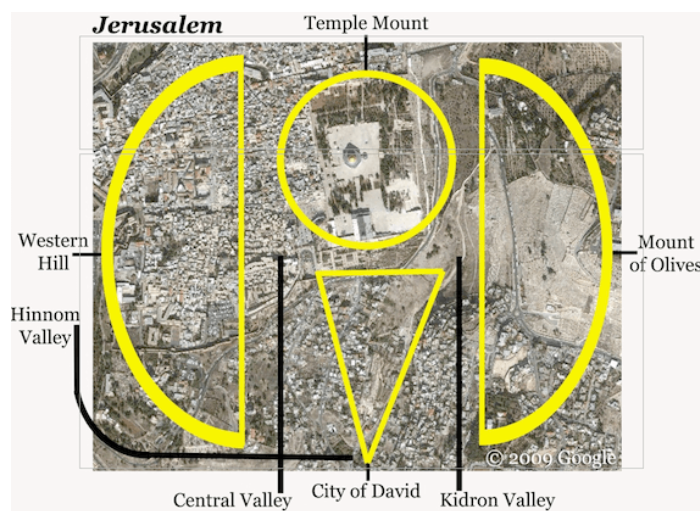 Jerusalem
Temple Mount
Western
Hill
Mount
of Olives
Hinnom
Valley
© 2009 Google
Central Valley
City of David
Kidron Valley